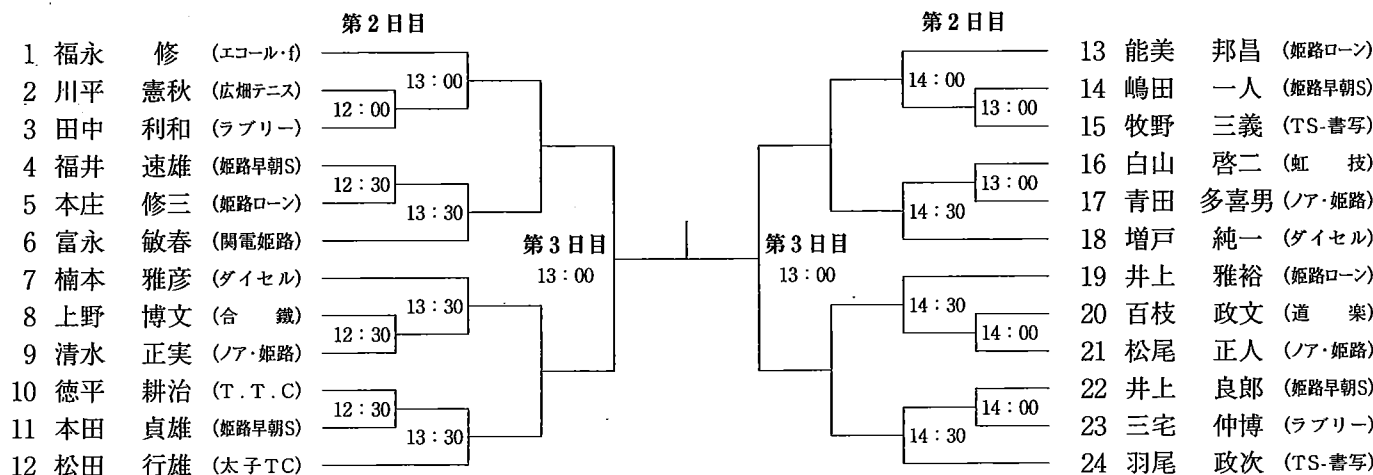 第2日目
1 福永 修 (エコール・f)
2 川平 憲秋 (広畑テニス)
3 田中 利和 (ラブリー)
4 福井 速雄 (姫路早朝S)
5 本庄 修三 (姫路ローン)
6 富永 敏春 (関電姫路)
7 楠本 雅彦 (ダイセル)
8 上野 博文 (合 鐵)
9 清水 正実 (ノア・姫路)
10 徳平 耕治 (T.T.C)
11 本田 貞雄 (姫路早朝S)
12 松田 行雄 (太子TC)
13:00
12:00
12:30
13:30
13:30
12:30
12:30
13:30
第3日目
13:00
第2日目
14:00
13:00
13:00
14:30
第3日目
13:00
14:30
14:00
14:00
14:30
13 能美 邦昌 (姫路ローン)
14 嶋田 一人 (姫路早朝S)
15 牧野 三義 (TS-書写)
16 白山 啓二 (虹 技)
17 青田 多喜男 (ノア・姫路)
18 増戸 純一 (ダイセル)
19 井上 雅裕 (姫路ローン)
20 百枝 政文 (道 楽)
21 松尾 正人 (ノア・姫路)
22 井上 良郎 (姫路早朝S)
23 三宅 仲博 (ラブリー)
24 羽尾 政次 (TS-書写)